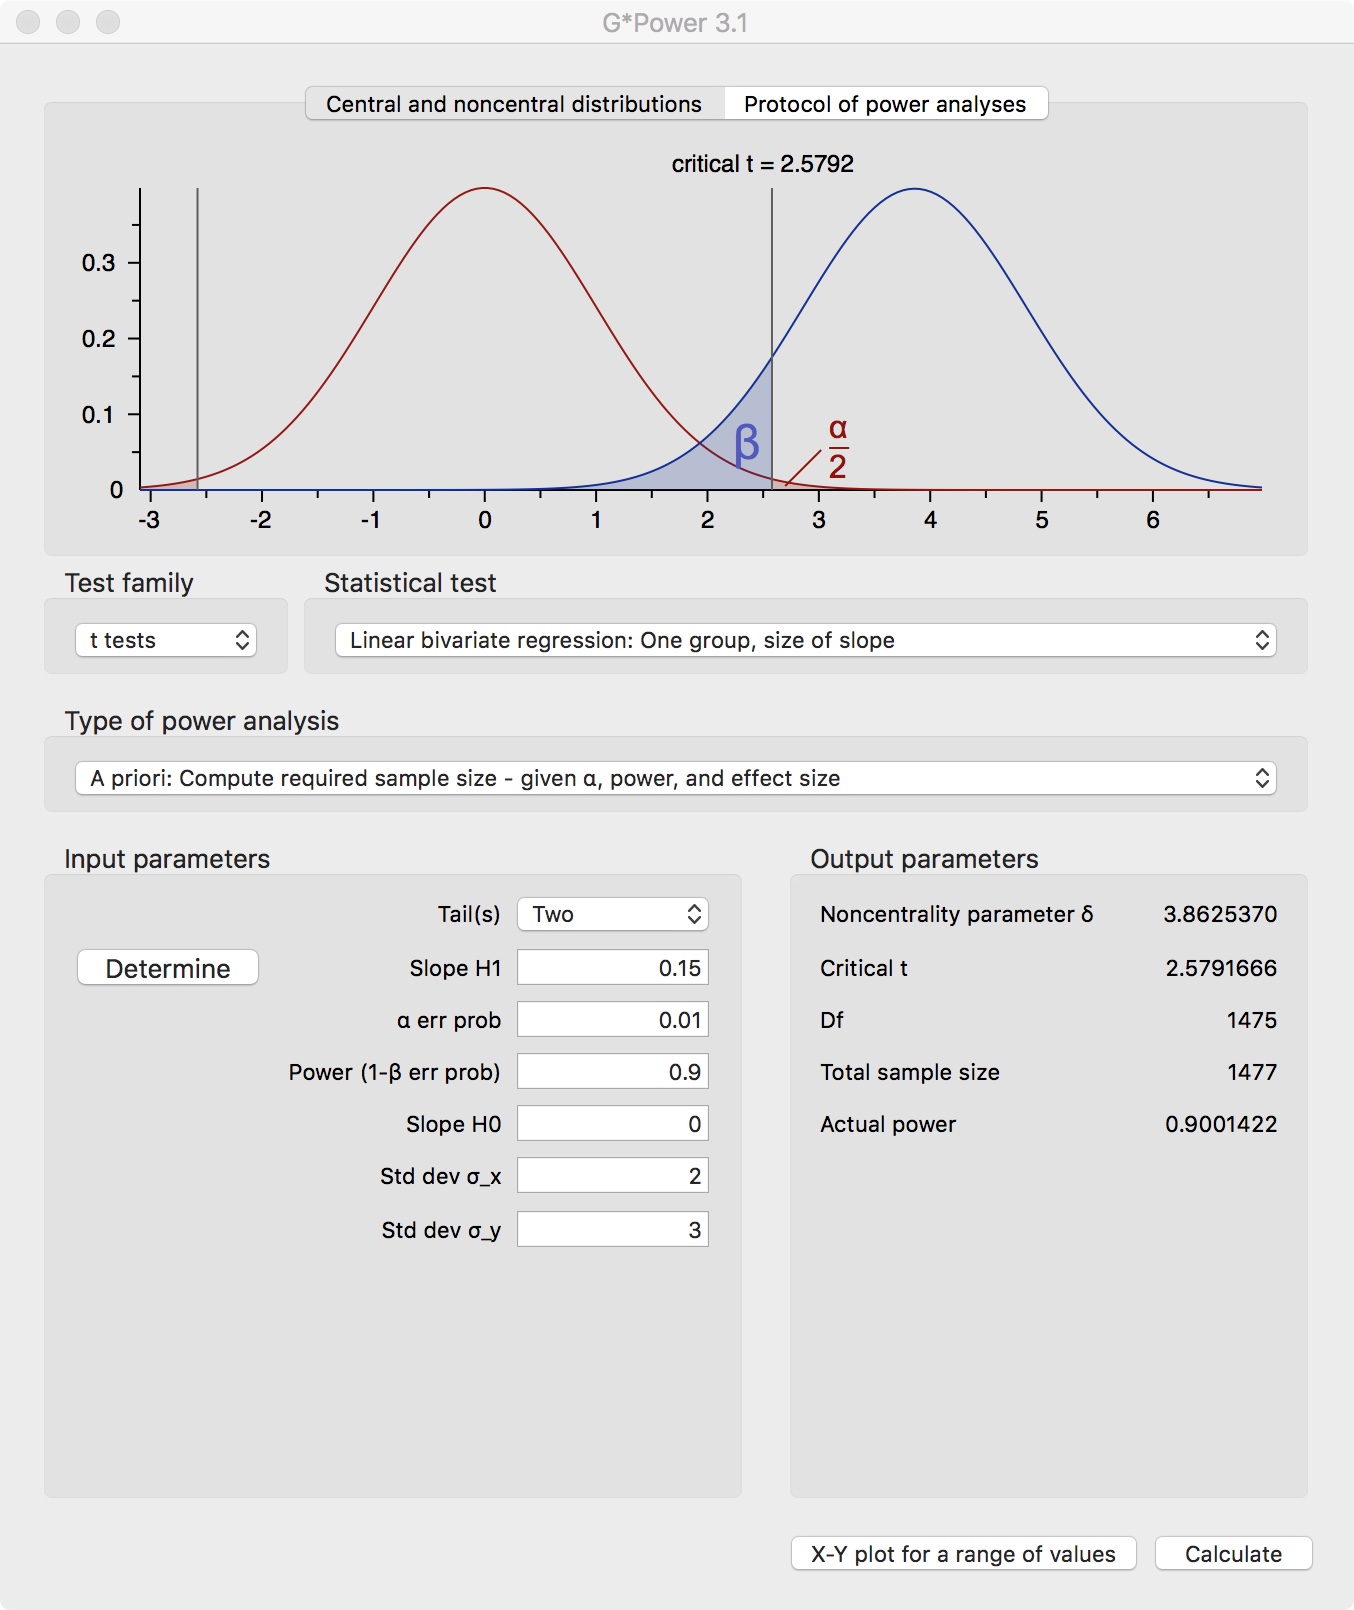 G*Power 3.1
Central and noncentral distributions Protocol of power analyses
critical t = 2.5792
0.3
0.2
0.1
0
β
α
2
-3 -2 -1 0 1 2 3 4 5 6
Test family Statistical test
t tests Linear bivariate regression: One group, size of slope
Type of power analysis
A priori: Compute required sample size - given α, power, and effect size
Input parameters
Tail(s) Two
Determine Slope H1 0.15
α err prob 0.01
Power (1-β err prob) 0.9
Slope H0 0
Std dev σ_x 2
Std dev σ_y 3
Output parameters
Noncentrality parameter δ 3.8625370
Critical t 2.5791666
Df 1475
Total sample size 1477
Actual power 0.9001422
X-Y plot for a range of values Calculate